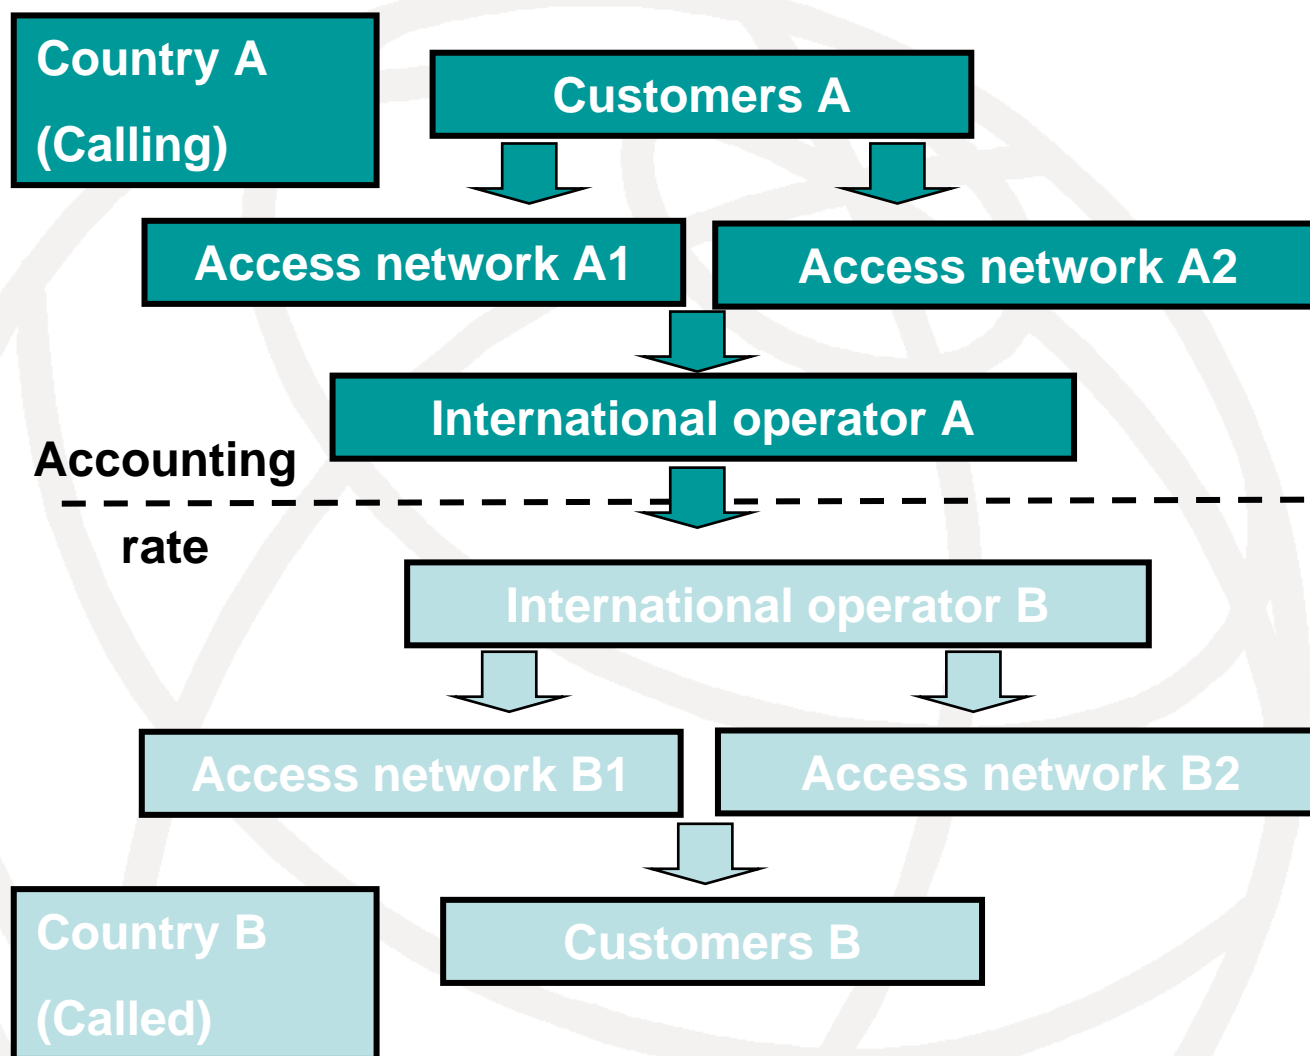 Country A
(Calling)
Customers A
Access network A1
Access network A2
International operator A
Accounting
rate
International operator B
Access network B1
Access network B2
Customers B
Country B
(Called)